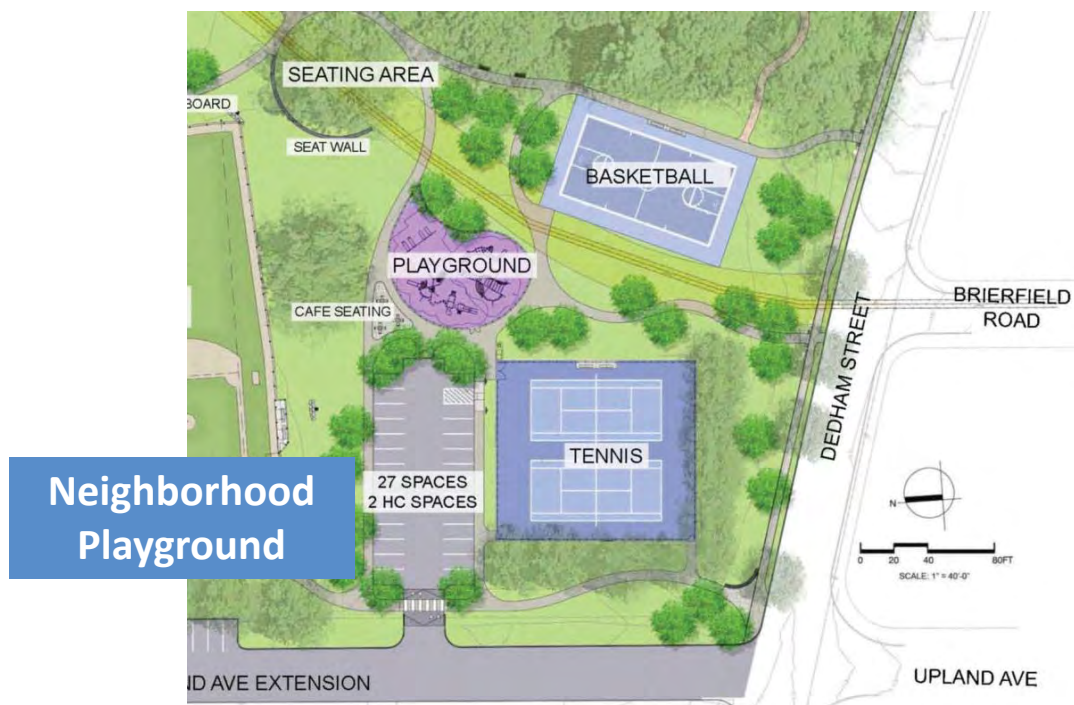 SEATING AREA
BOARD
SEAT WALL
BASKETBALL
PLAYGROUND
CAFE SEATING
BRIERFIELD
ROAD
DEDHAM STREET
TENNIS
27 SPACES
2 HC SPACES
Neighborhood
Playground
N
0 20 40 80FT
SCALE: 1" = 40'-0"
UPLAND AVE
ND AVE EXTENSION